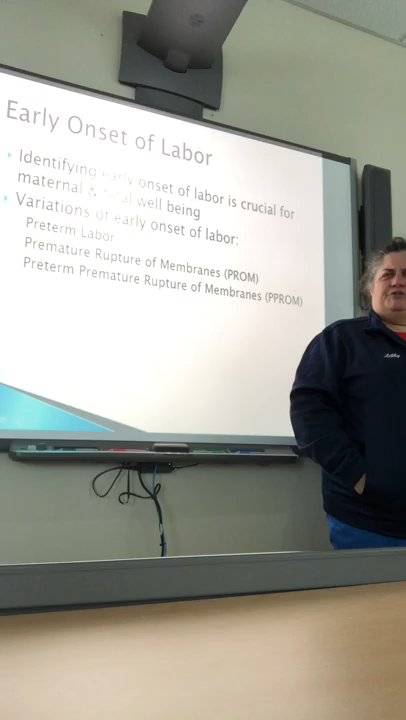 Early Onset of Labor
Identifying early onset of labor is crucial for
maternal & fetal well being
Variations of early onset of labor:
Preterm Labor
Premature Rupture of Membranes (PROM)
Preterm Premature Rupture of Membranes (PPROM)